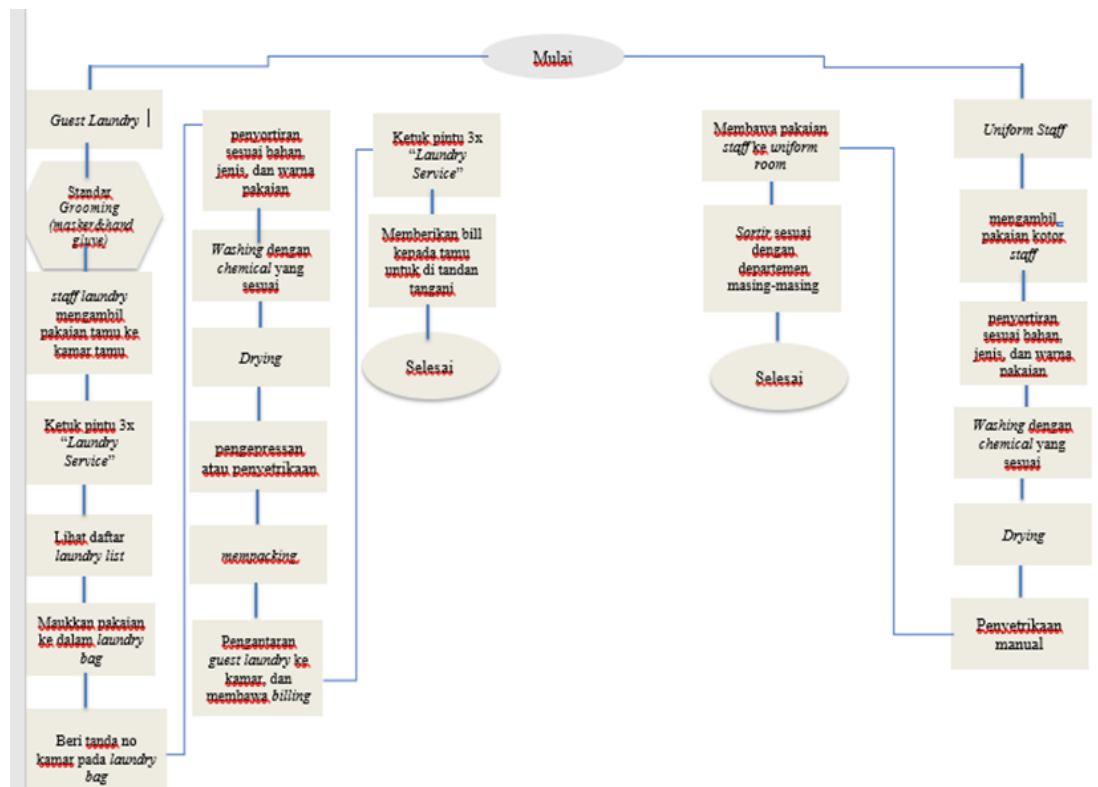 Mulai
Guest Laundry
Standar
Grooming
(masker&hand
gluve)
staff laundry
mengambil
pakaian tamu ke
kamar tamu
Ketuk pintu 3x
“Laundry
Service”
Lihat daftar
laundry list
Maukkan pakaian
ke dalam laundry
bag
Beri tanda no
kamar pada laundry
bag
penyortiran
sesuai bahan,
jenis, dan warna
pakaian
Washing dengan
chemical yang
sesuai
Drying
pengepressan
atau penyetrikaan
mempacking
Pengantaran
guest laundry ke
kamar, dan
membawa billing
Ketuk pintu 3x
“Laundry
Service”
Memberikan bill
kepada tamu
untuk di tandan
tangani
Selesai
Uniform Staff
mengambil
pakaian kotor
staff
penyortiran
sesuai bahan,
jenis, dan warna
pakaian
Washing dengan
chemical yang
sesuai
Drying
Penyetrikaan
manual
Membawa pakaian
staff ke uniform
room
Sortir sesuai
dengan
departemen
masing-masing
Selesai